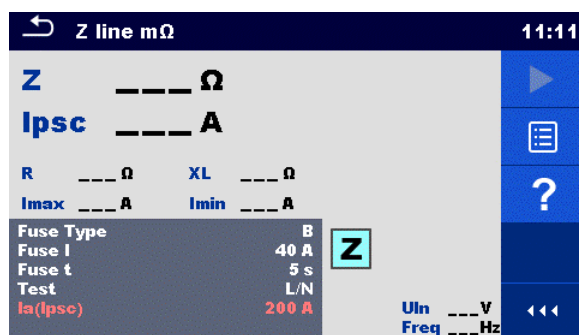 Z line mΩ 11:11
Z ___ Ω
Ipsc ___ A
R ___ Ω XL ___ Ω
Imax ___ A Imin ___ A
Fuse Type B
Fuse I 40 A
Fuse t 5 s
Test L/N
Ia(Ipsc) 200 A
Z
Uln ___V
Freq ___Hz
?